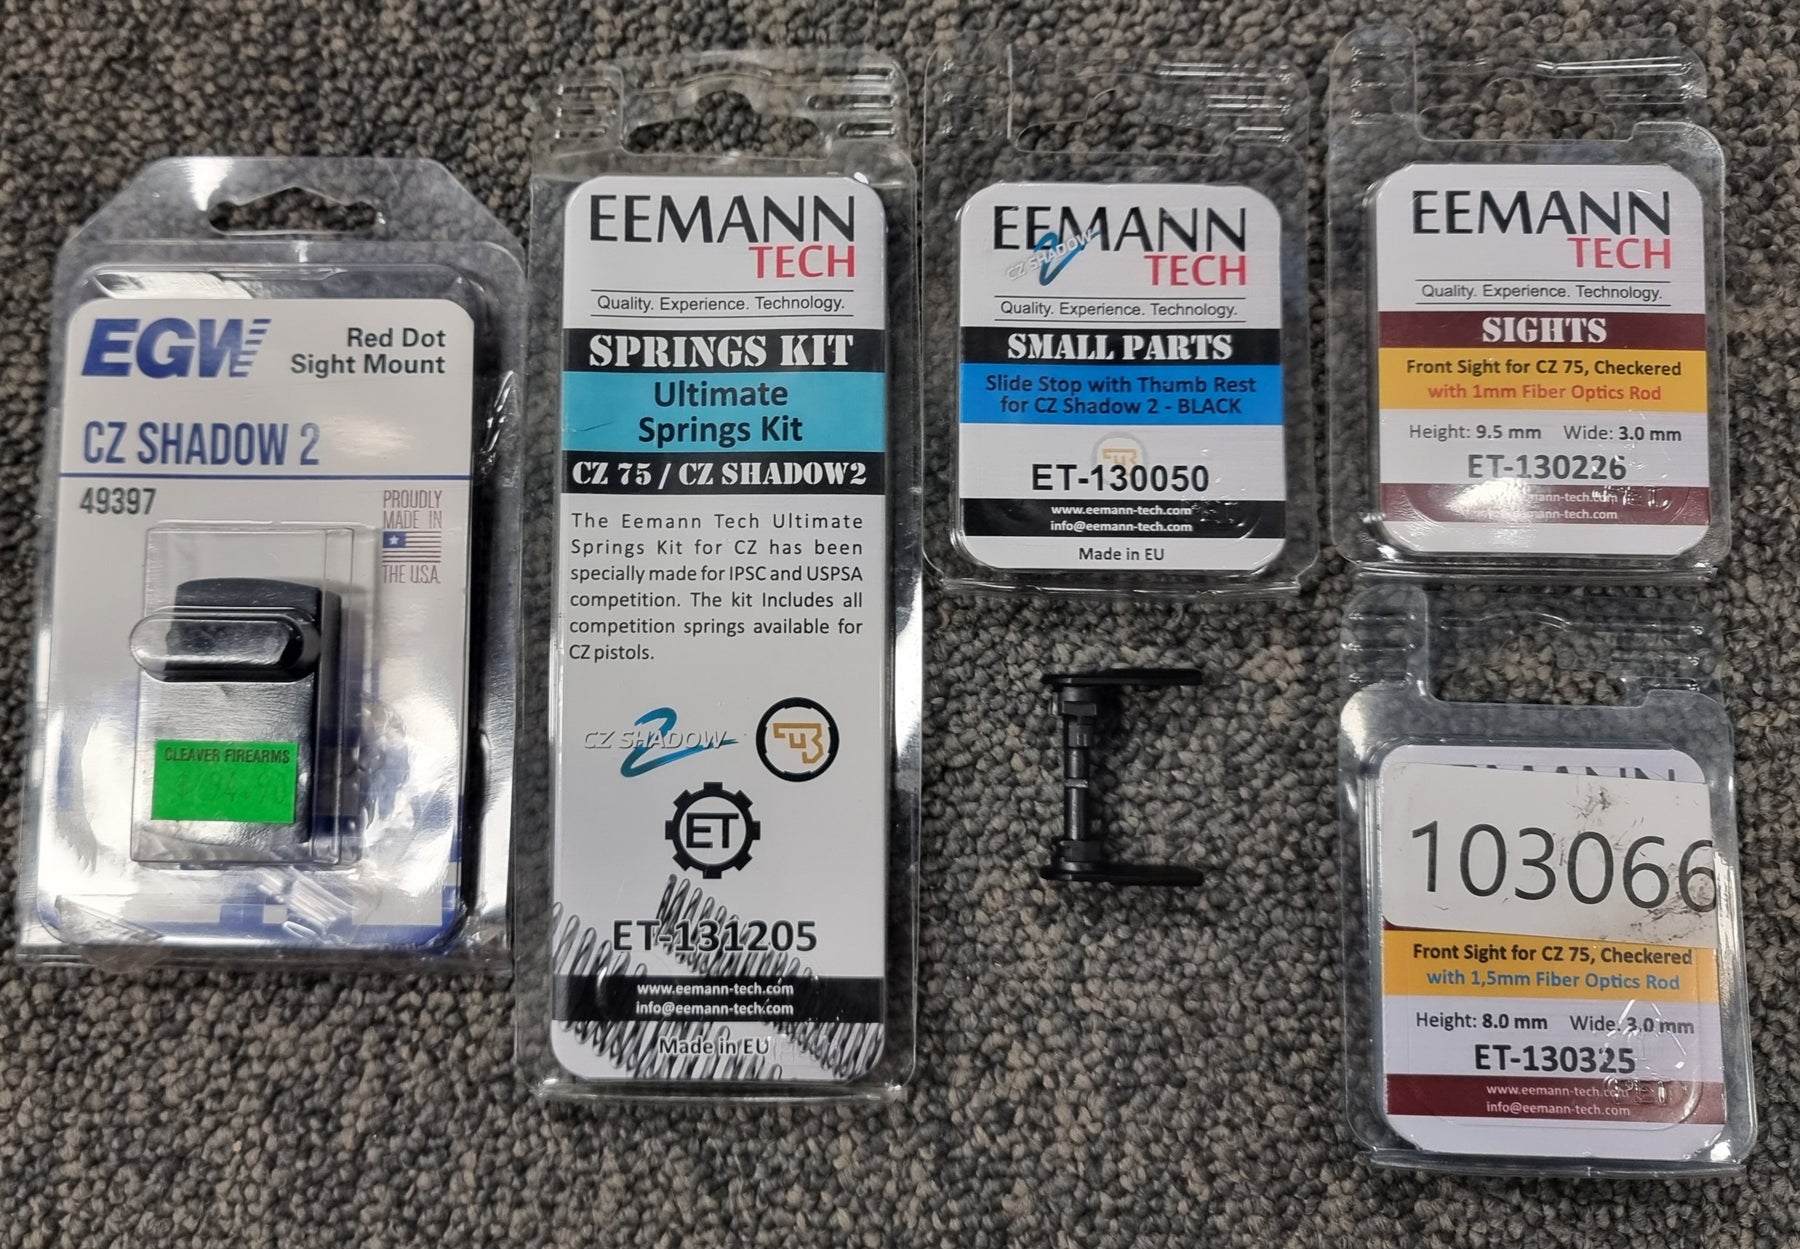 EGW
Red Dot
Sight Mount
CZ SHADOW 2
49397
PROUDLY
MADE IN
THE U.S.A.
CLEAVER FIREARMS
EEMANN
TECH
Quality. Experience. Technology.
SPRINGS KIT
Ultimate
Springs Kit
CZ 75 / CZ SHADOW2
The Eemann Tech Ultimate
Springs Kit for CZ has been
specially made for IPSC and USPSA
competition. The kit Includes all
competition springs available for
CZ pistols.
CZ SHADOW 2
ET
ET-131205
www.eemann-tech.com
info@eemann-tech.com
Made in EU
EEMANN
TECH
CZ SHADOW 2
Quality. Experience. Technology.
SMALL PARTS
Slide Stop with Thumb Rest
for CZ Shadow 2 - BLACK
ET-130050
www.eemann-tech.com
info@eemann-tech.com
Made in EU
EEMANN
TECH
Quality. Experience. Technology.
SIGHTS
Front Sight for CZ 75, Checkered
with 1mm Fiber Optics Rod
Height: 9.5 mm Wide: 3.0 mm
ET-130226
103066
Front Sight for CZ 75, Checkered
with 1,5mm Fiber Optics Rod
Height: 8.0 mm Wide: 3.0 mm
ET-130325
www.eemann-tech.com
info@eemann-tech.com